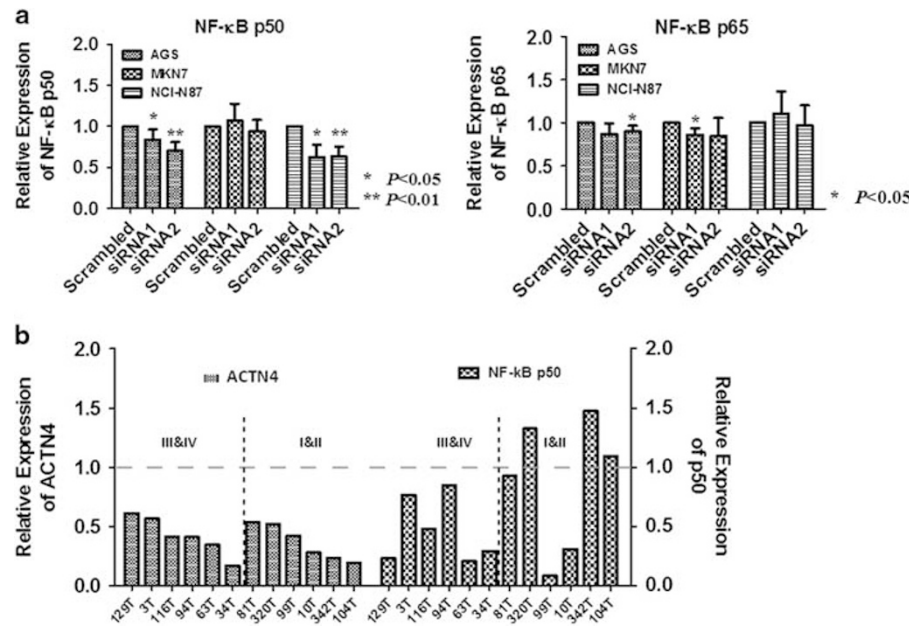 a
NF-κB p50
Relative Expression
of NF-κB p50
2.0
1.5
1.0
0.5
0.0
AGS
MKN7
NCI-N87
* ** * **
Scrambled siRNA1 siRNA2 Scrambled siRNA1 siRNA2 Scrambled siRNA1 siRNA2
* P<0.05
** P<0.01
NF-κB p65
Relative Expression
of NF-κB p65
2.0
1.5
1.0
0.5
0.0
AGS
MKN7
NCI-N87
* *
Scrambled siRNA1 siRNA2 Scrambled siRNA1 siRNA2 Scrambled siRNA1 siRNA2
* P<0.05
b
Relative Expression
of ACTN4
2.0
1.5
1.0
0.5
0.0
ACTN4
NF-kB p50
III&IV I&II III&IV I&II
129T 3T 116T 94T 63T 34T 81T 320T 99T 10T 342T 104T 129T 3T 116T 94T 63T 34T 81T 320T 99T 10T 342T 104T
2.0
1.5
1.0
0.5
0.0
Relative Expression
of p50